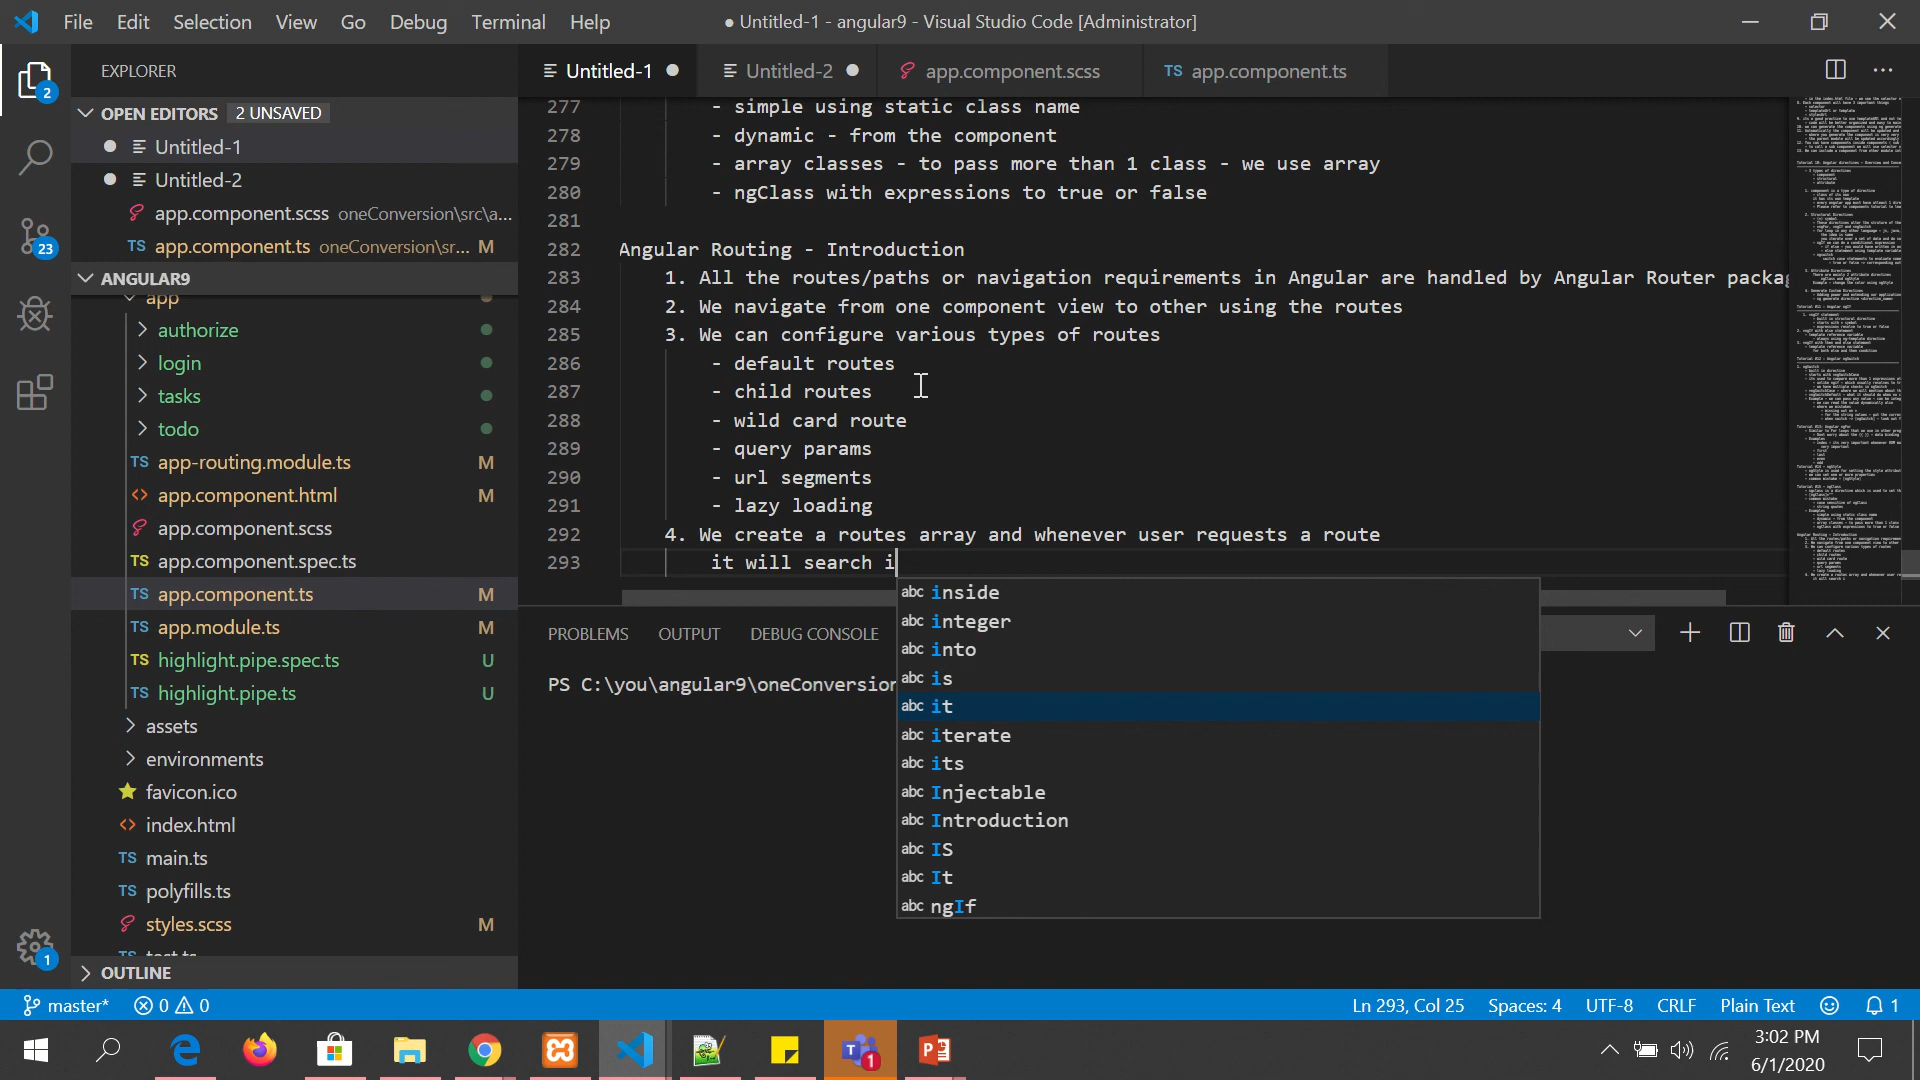 File Edit Selection View Go Debug Terminal Help
● Untitled-1 - angular9 - Visual Studio Code [Administrator]
EXPLORER
OPEN EDITORS 2 UNSAVED
Untitled-1
Untitled-2
app.component.scss oneConversion\src\a...
TS app.component.ts oneConversion\sr... M
ANGULAR9
app
authorize
login
tasks
todo
TS app-routing.module.ts M
app.component.html M
app.component.scss
TS app.component.spec.ts
TS app.component.ts M
TS app.module.ts M
TS highlight.pipe.spec.ts U
TS highlight.pipe.ts U
assets
environments
favicon.ico
index.html
TS main.ts
TS polyfills.ts
styles.scss M
OUTLINE
2
23
1
Untitled-1 Untitled-2 app.component.scss TS app.component.ts
277 - simple using static class name
278 - dynamic - from the component
279 - array classes - to pass more than 1 class - we use array
280 - ngClass with expressions to true or false
281
282 Angular Routing - Introduction
283 1. All the routes/paths or navigation requirements in Angular are handled by Angular Router packag
284 2. We navigate from one component view to other using the routes
285 3. We can configure various types of routes
286 - default routes
287 - child routes
288 - wild card route
289 - query params
290 - url segments
291 - lazy loading
292 4. We create a routes array and whenever user requests a route
293 it will search i
abc inside
abc integer
abc into
abc is
abc it
abc iterate
abc its
abc Injectable
abc Introduction
abc IS
abc It
abc ngIf
PROBLEMS OUTPUT DEBUG CONSOLE
PS C:\you\angular9\oneConversion
master* 0 0
Ln 293, Col 25 Spaces: 4 UTF-8 CRLF Plain Text 1
1
3:02 PM
6/1/2020